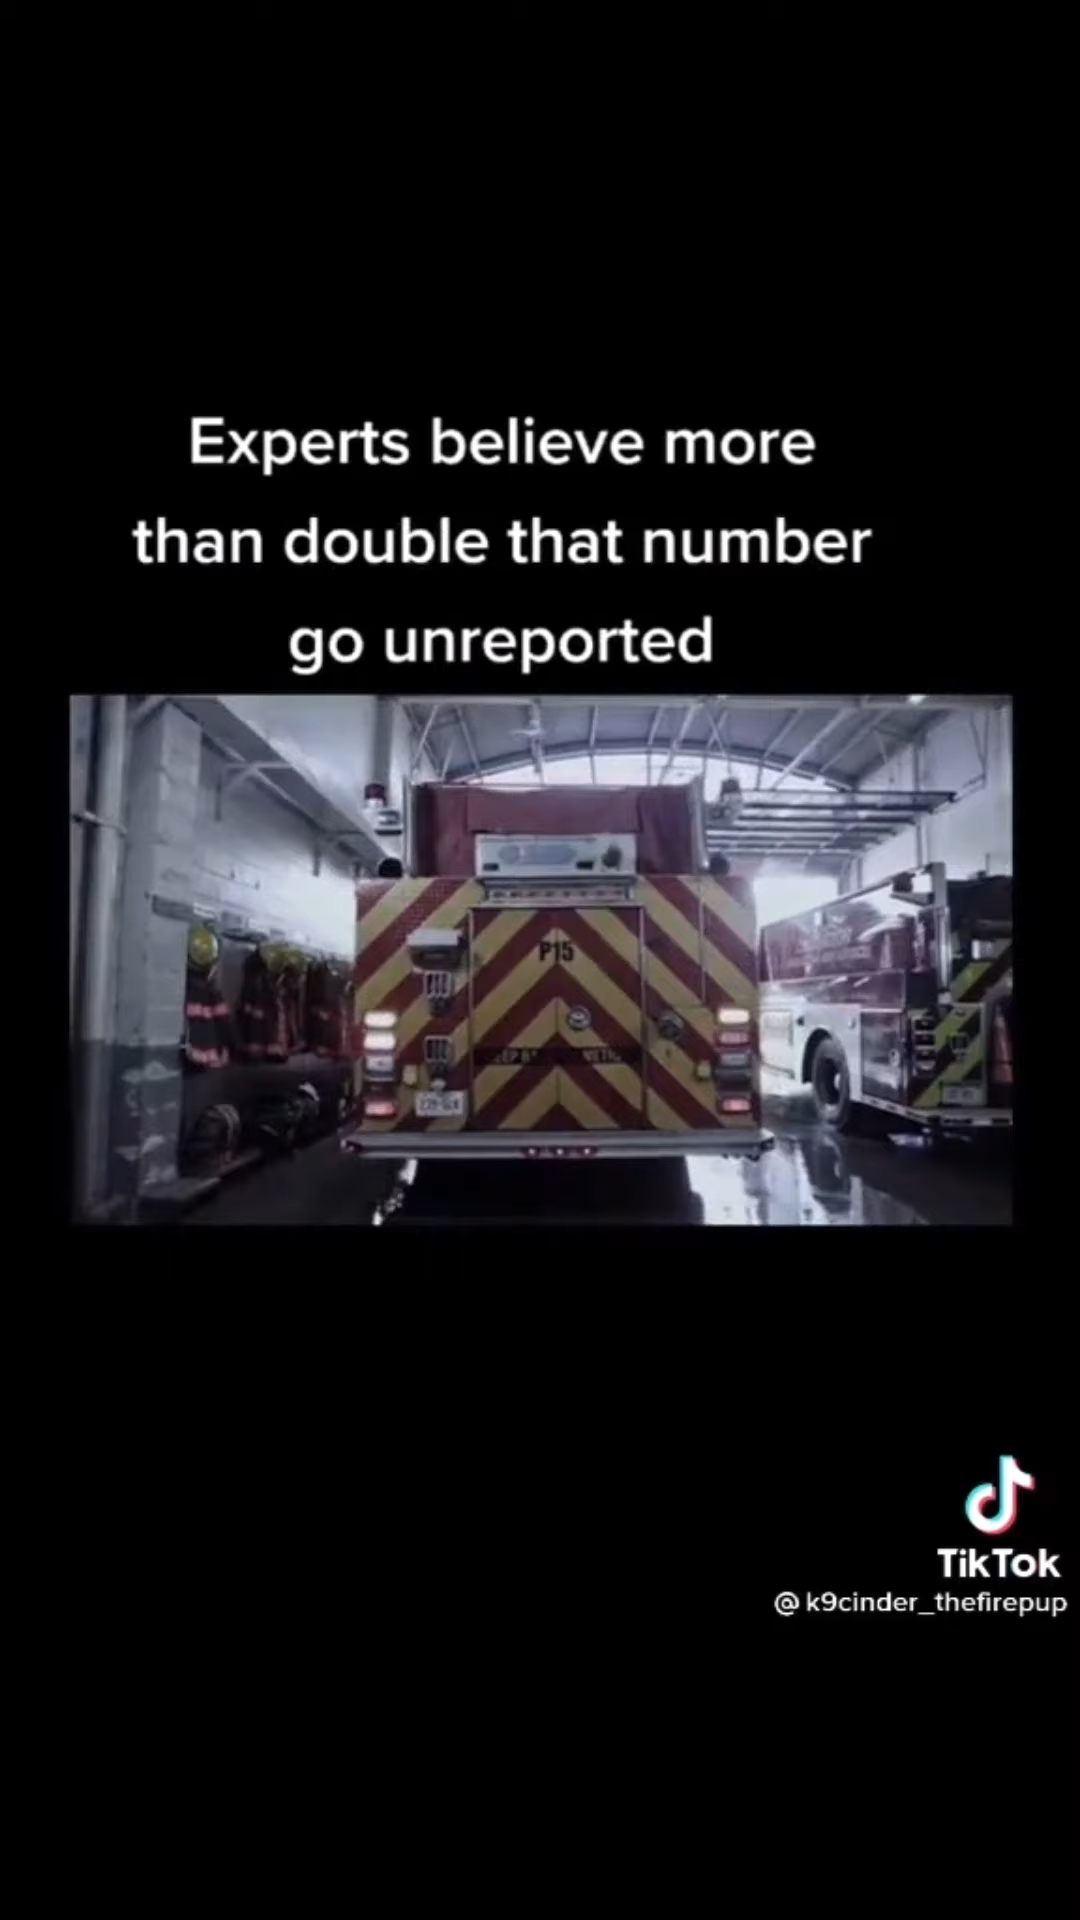 Experts believe more
than double that number
go unreported
P15
TikTok
@k9cinder_thefirepup